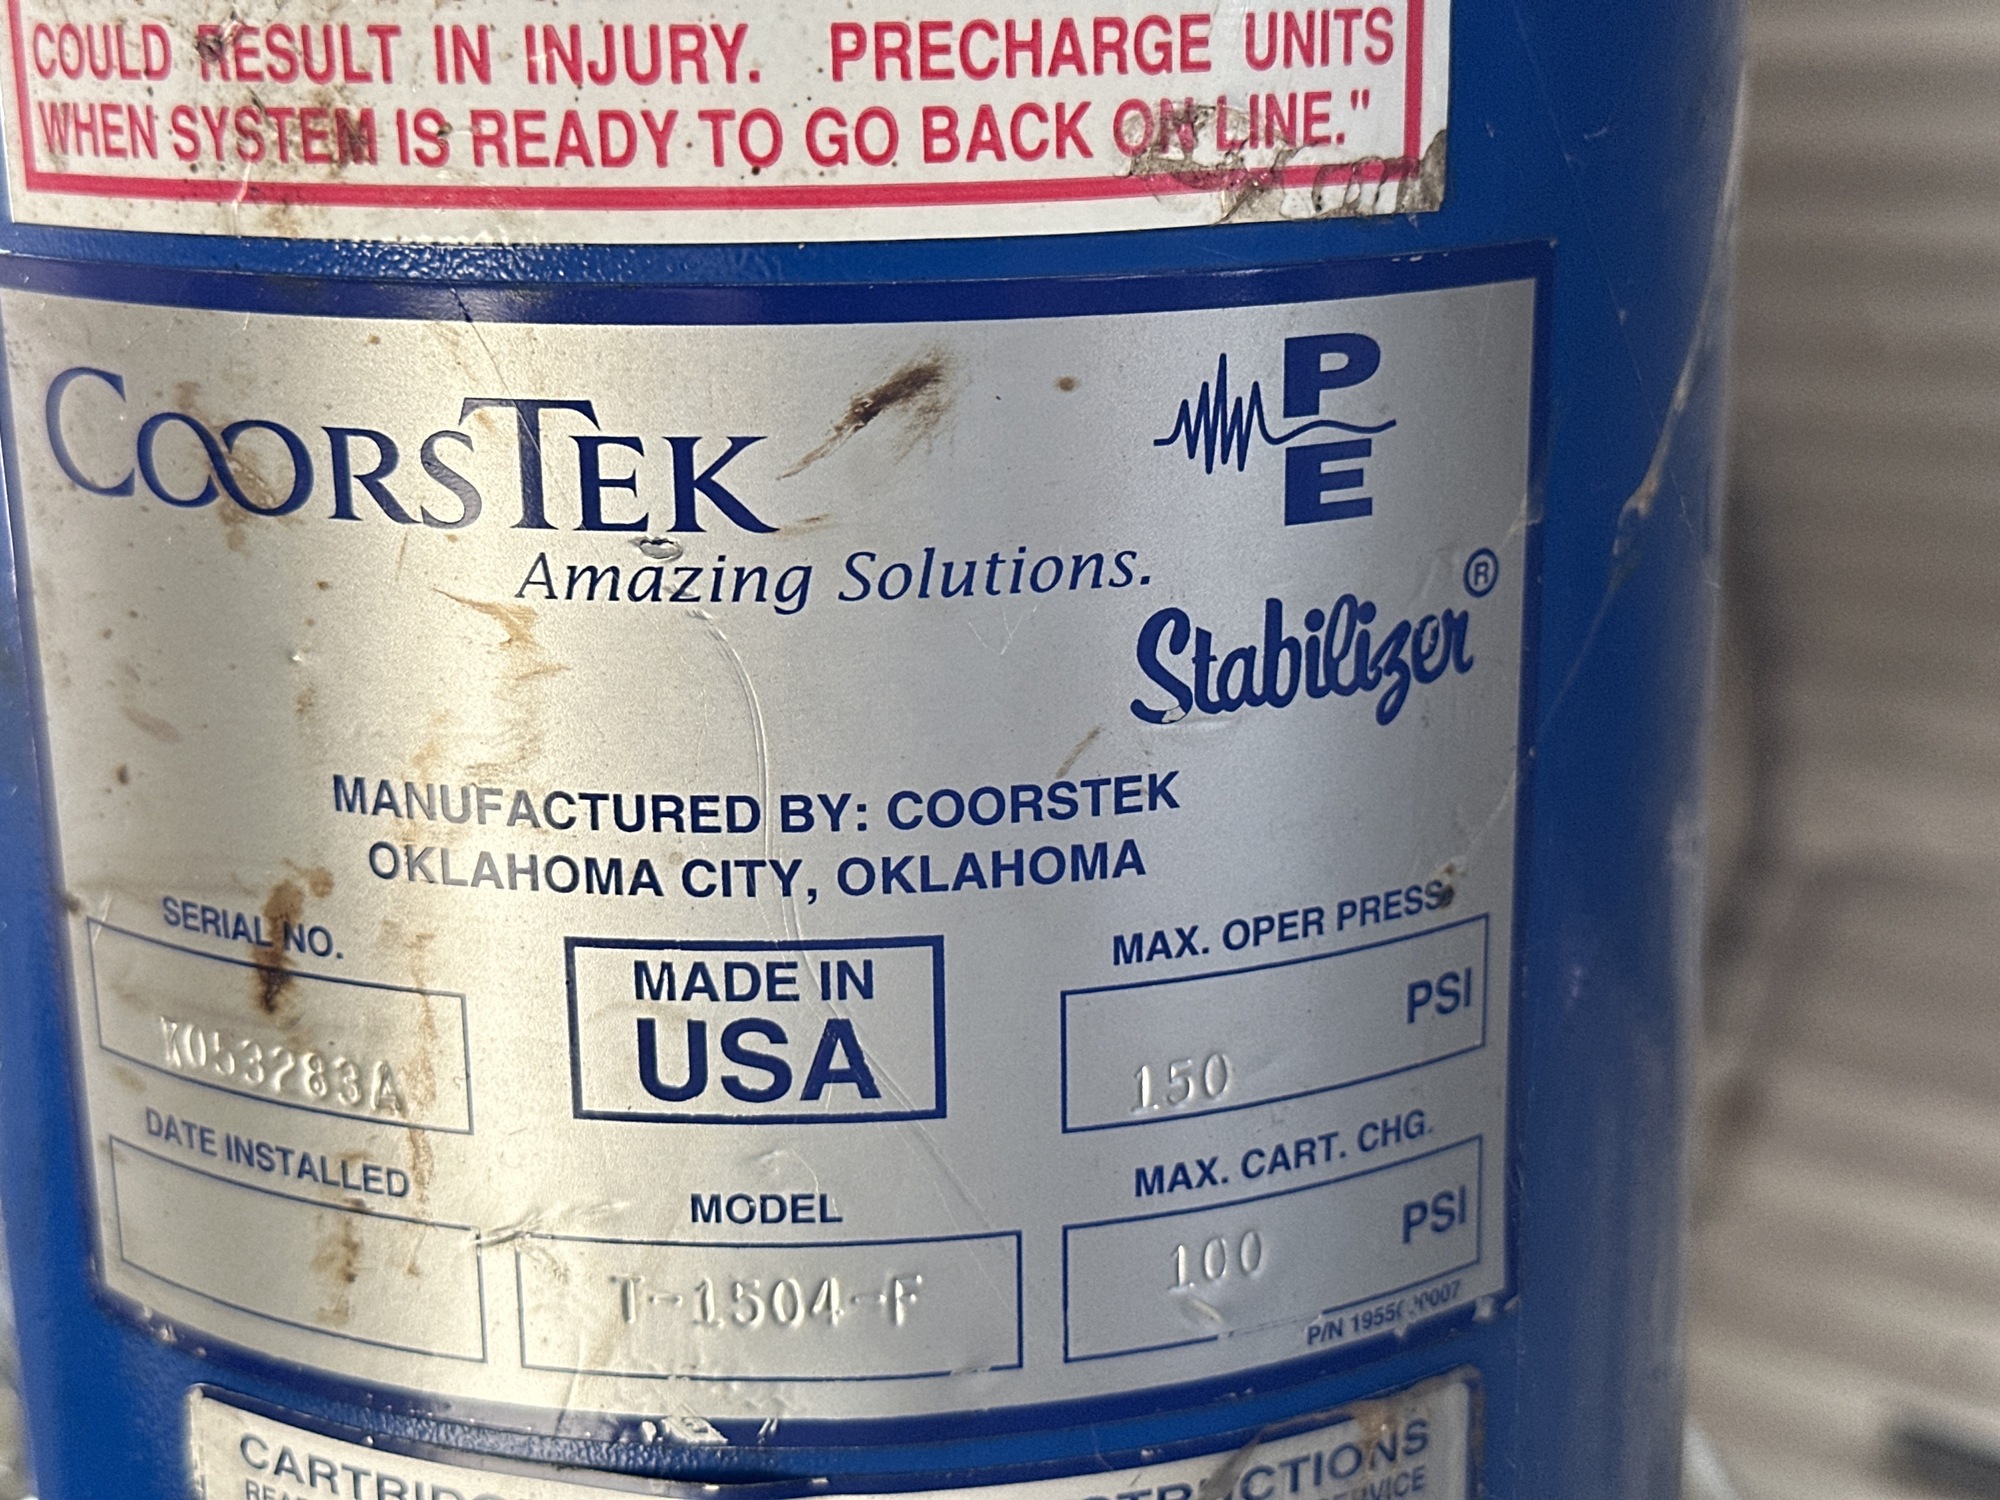 COULD RESULT IN INJURY. PRECHARGE UNITS
WHEN SYSTEM IS READY TO GO BACK ON LINE."
COORSTEK
Amazing Solutions.
P
E
Stabilizer®
MANUFACTURED BY: COORSTEK
OKLAHOMA CITY, OKLAHOMA
SERIAL NO.
K053283A
MADE IN
USA
MAX. OPER PRESS.
PSI
150
DATE INSTALLED
MODEL
T-1504-F
MAX. CART. CHG.
PSI
100
P/N